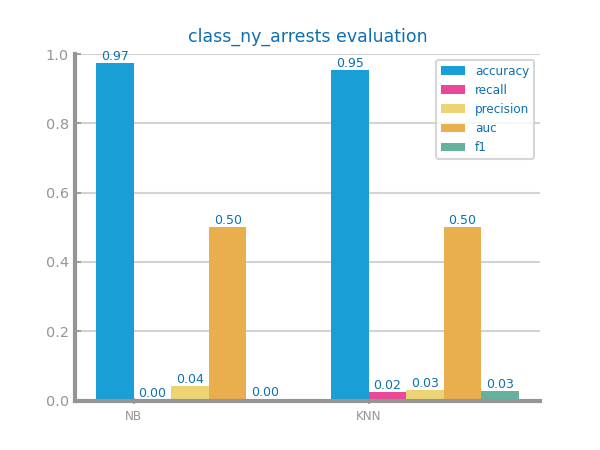 class_ny_arrests evaluation
1.0
0.8
0.6
0.4
0.2
0.0
0.97
0.00
0.04
0.50
0.00
0.95
0.02
0.03
0.50
0.03
accuracy
recall
precision
auc
f1
NB
KNN